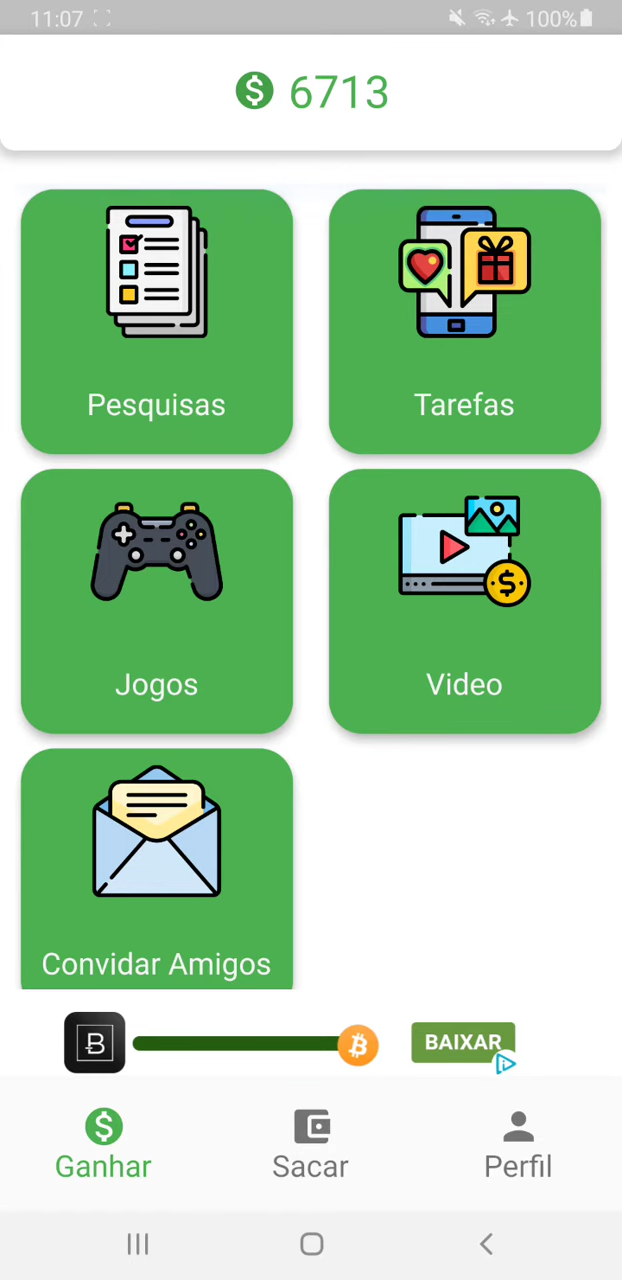 11:07
100%
6713
Pesquisas
Tarefas
Jogos
Video
Convidar Amigos
BAIXAR
Ganhar
Sacar
Perfil